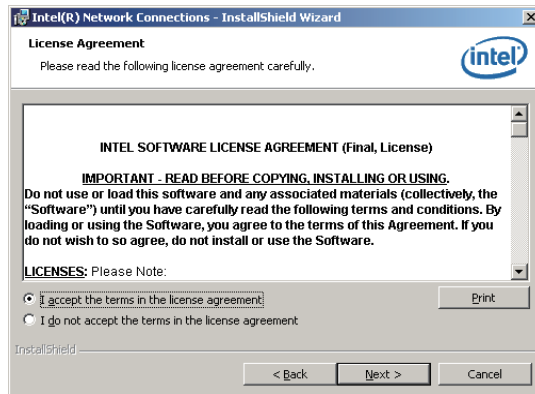 Intel(R) Network Connections - InstallShield Wizard
License Agreement
Please read the following license agreement carefully.
intel
INTEL SOFTWARE LICENSE AGREEMENT (Final, License)
IMPORTANT - READ BEFORE COPYING, INSTALLING OR USING.
Do not use or load this software and any associated materials (collectively, the
“Software”) until you have carefully read the following terms and conditions. By
loading or using the Software, you agree to the terms of this Agreement. If you
do not wish to so agree, do not install or use the Software.
LICENSES: Please Note:
I accept the terms in the license agreement
Print
I do not accept the terms in the license agreement
InstallShield
< Back
Next >
Cancel